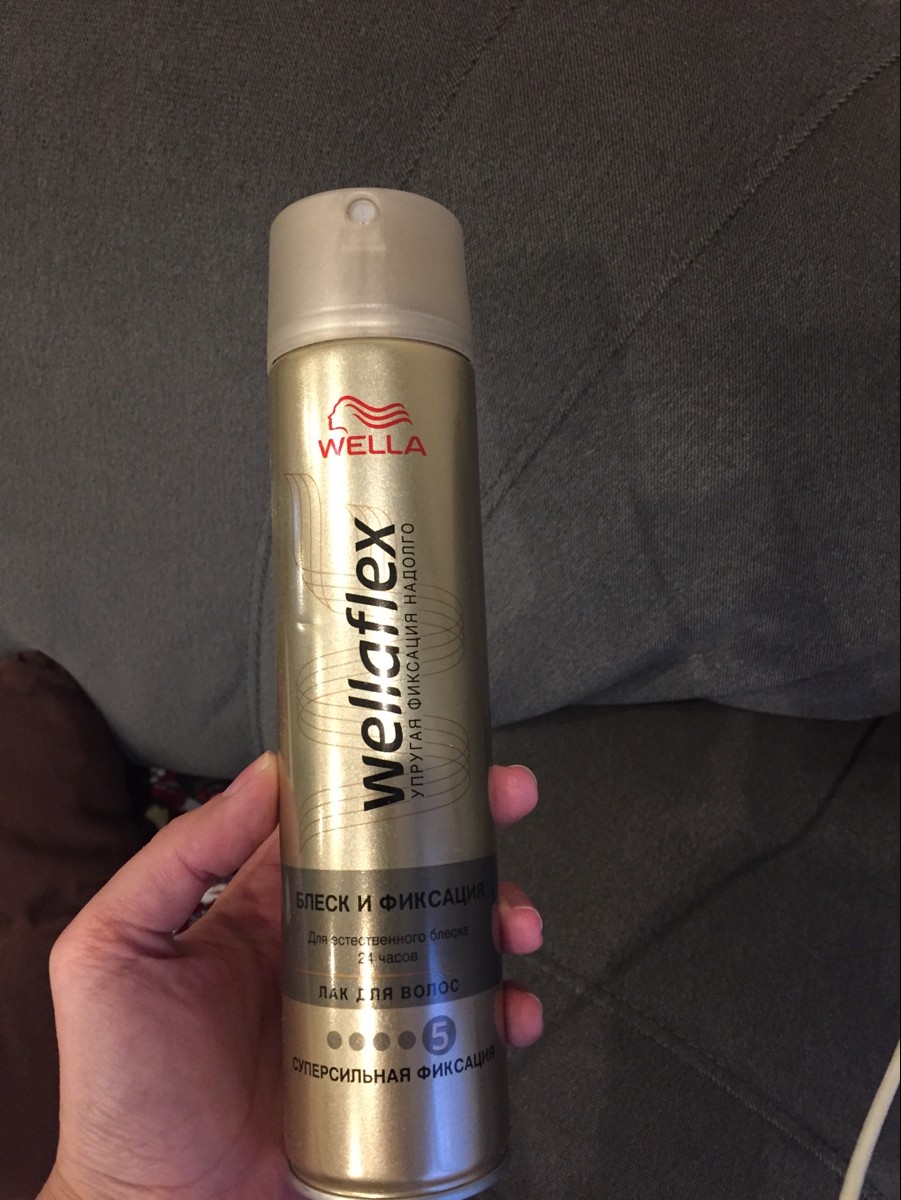 WELLA
wellaflex
УПРУГАЯ ФИКСАЦИЯ НАДОЛГО
БЛЕСК И ФИКСАЦИЯ
Для естественного блеска
24 часов
ЛАК ДЛЯ ВОЛОС
5
СУПЕРСИЛЬНАЯ ФИКСАЦИЯ